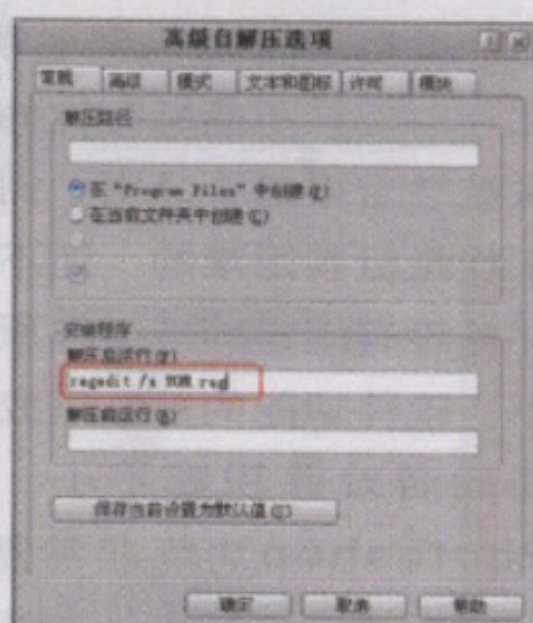 高级自解压选项
常规 高级 模式 文本和图标 许可 模块
解压路径
在 "Program Files" 中创建(P)
在当前文件夹中创建(C)
安装程序
解压后运行(F)
regedit /s YOM.reg
解压前运行(B)
保存当前设置为默认值(S)
确定 取消 帮助